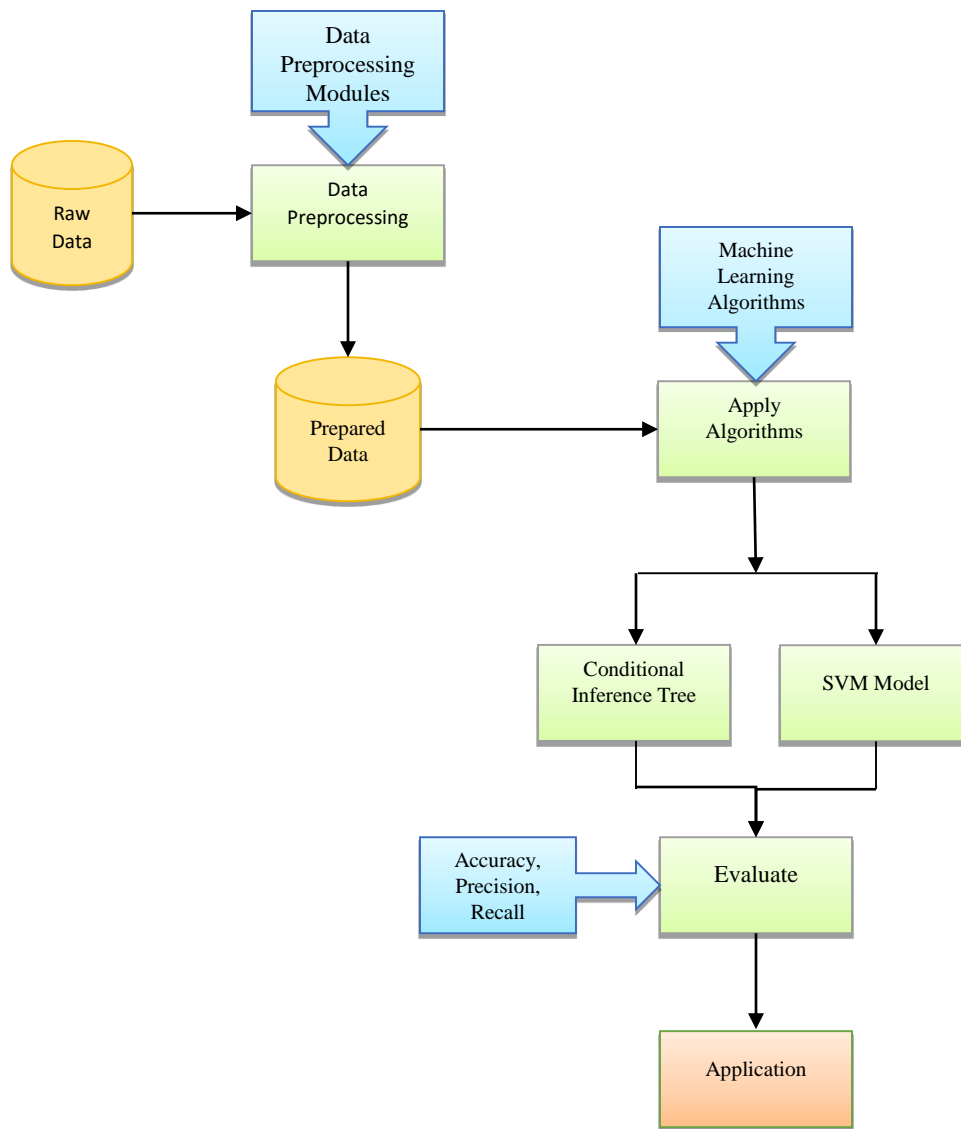 Data
Preprocessing
Modules
Raw
Data
Data
Preprocessing
Machine
Learning
Algorithms
Prepared
Data
Apply
Algorithms
Conditional
Inference Tree
SVM Model
Accuracy,
Precision,
Recall
Evaluate
Application